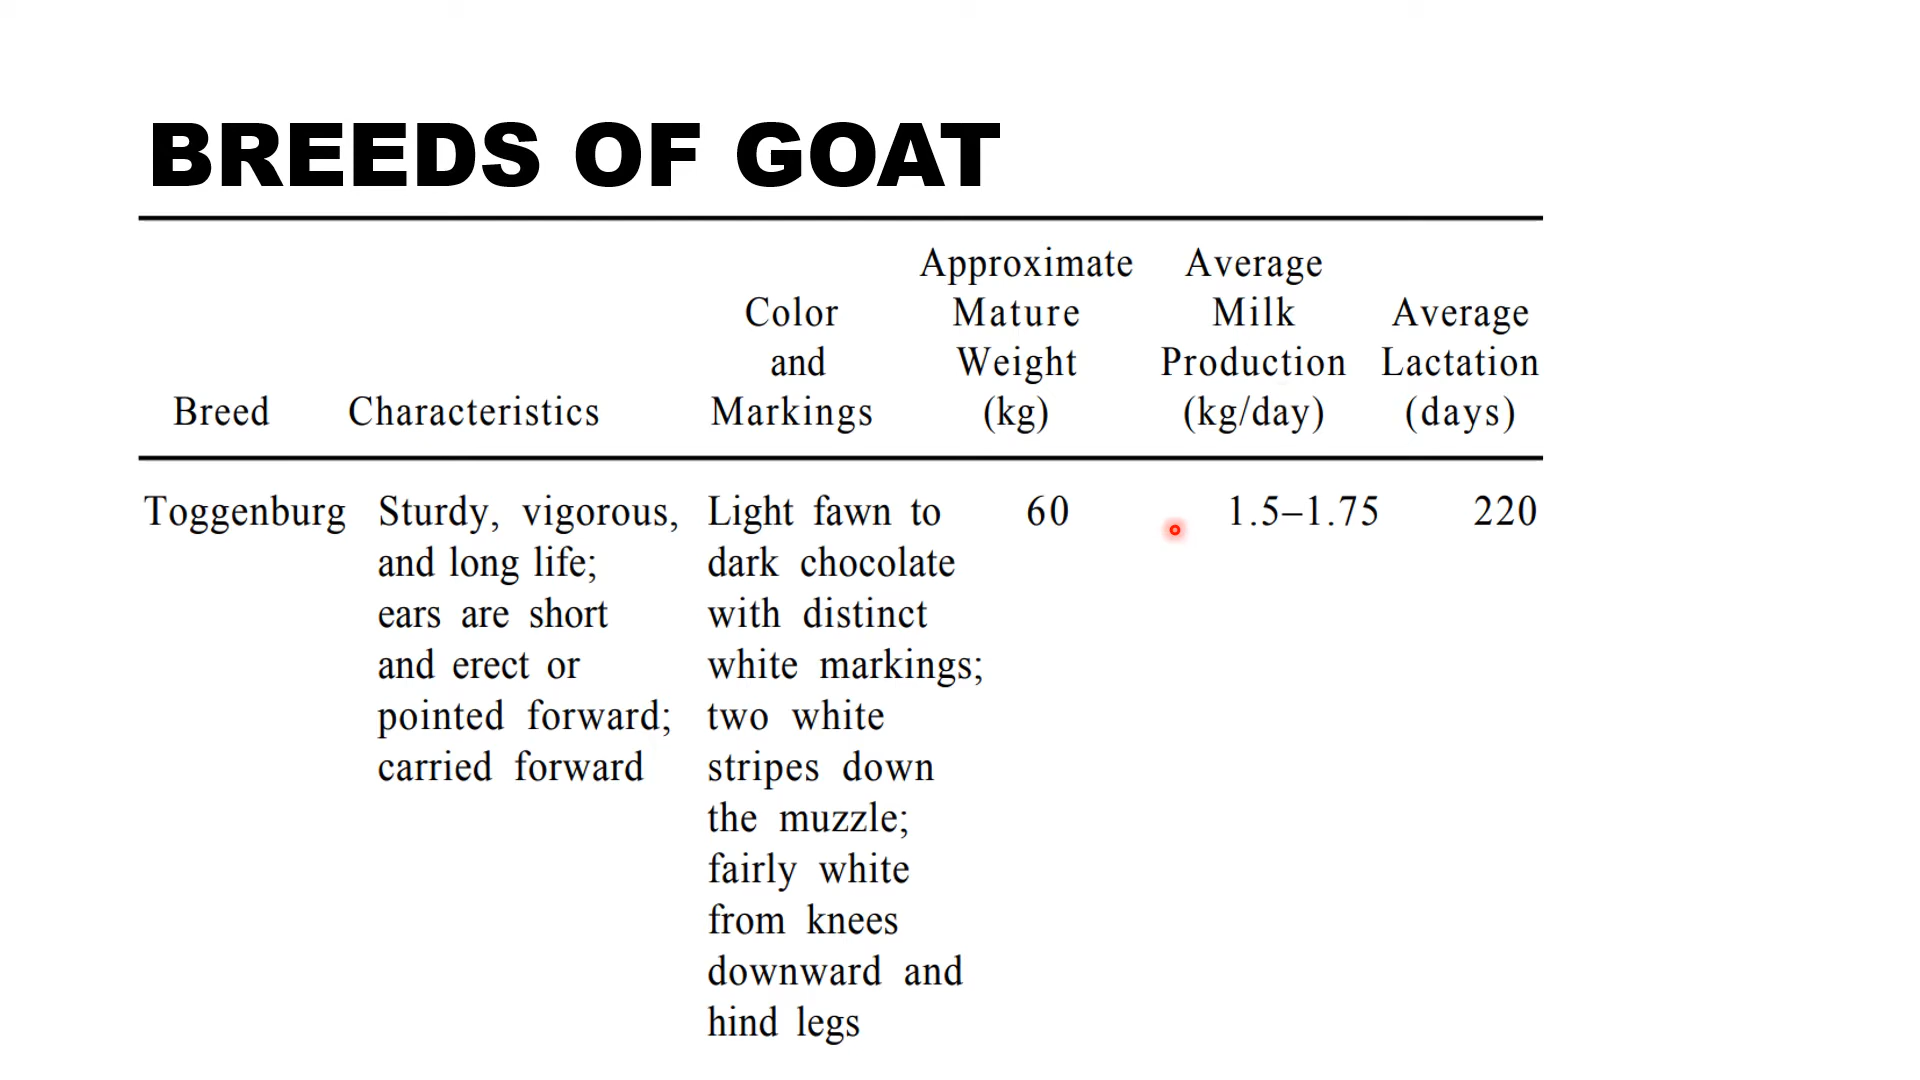 BREEDS OF GOAT
Approximate Average
Color Mature Milk Average
and Weight Production Lactation
Breed Characteristics Markings (kg) (kg/day) (days)
Toggenburg Sturdy, vigorous, Light fawn to 60 1.5–1.75 220
and long life; dark chocolate
ears are short with distinct
and erect or white markings;
pointed forward; two white
carried forward stripes down
the muzzle;
fairly white
from knees
downward and
hind legs